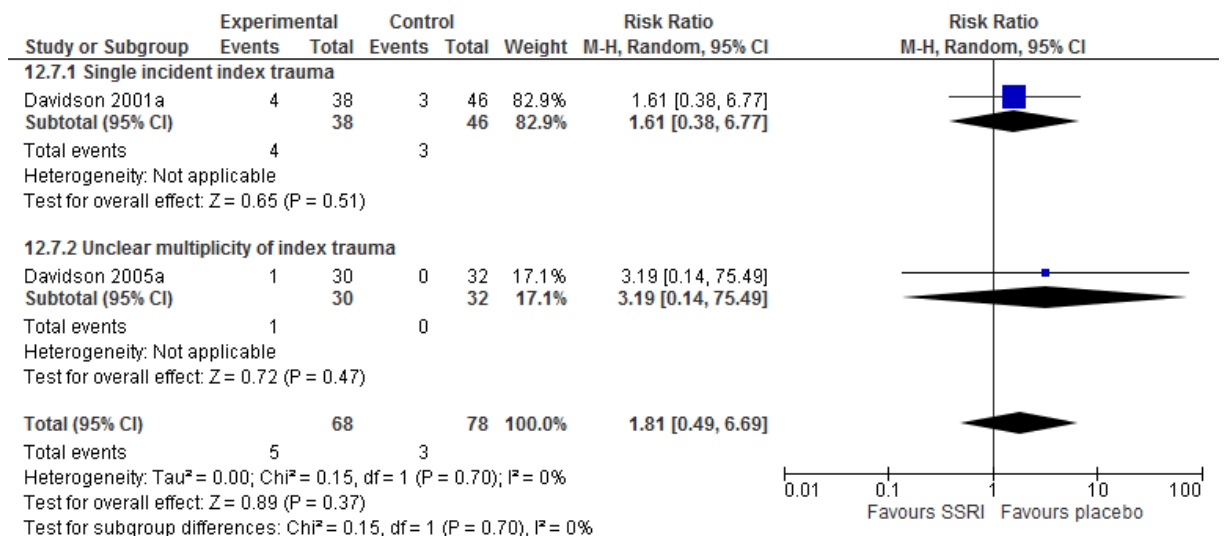 Experimental Control Risk Ratio Risk Ratio
Study or Subgroup Events Total Events Total Weight M-H, Random, 95% CI M-H, Random, 95% CI
12.7.1 Single incident index trauma
Davidson 2001a 4 38 3 46 82.9% 1.61 [0.38, 6.77]
Subtotal (95% CI) 38 46 82.9% 1.61 [0.38, 6.77]
Total events 4 3
Heterogeneity: Not applicable
Test for overall effect: Z = 0.65 (P = 0.51)
12.7.2 Unclear multiplicity of index trauma
Davidson 2005a 1 30 0 32 17.1% 3.19 [0.14, 75.49]
Subtotal (95% CI) 30 32 17.1% 3.19 [0.14, 75.49]
Total events 1 0
Heterogeneity: Not applicable
Test for overall effect: Z = 0.72 (P = 0.47)
Total (95% CI) 68 78 100.0% 1.81 [0.49, 6.69]
Total events 5 3
Heterogeneity: Tau² = 0.00; Chi² = 0.15, df = 1 (P = 0.70); I² = 0%
Test for overall effect: Z = 0.89 (P = 0.37)
Test for subgroup differences: Chi² = 0.15, df = 1 (P = 0.70), I² = 0%
0.01 0.1 1 10 100
Favours SSRI Favours placebo